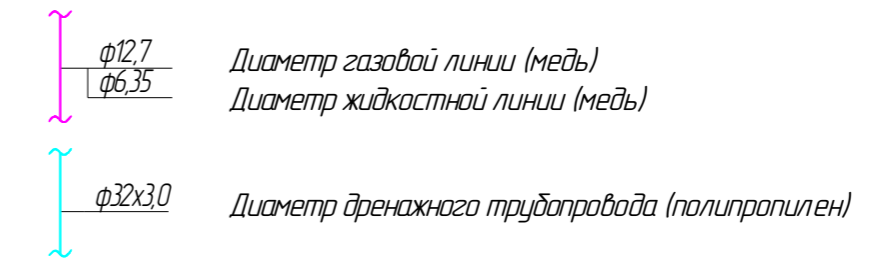 ф12,7
Диаметр газовой линии (медь)
ф6,35
Диаметр жидкостной линии (медь)
ф32х3,0
Диаметр дренажного трубопровода (полипропилен)